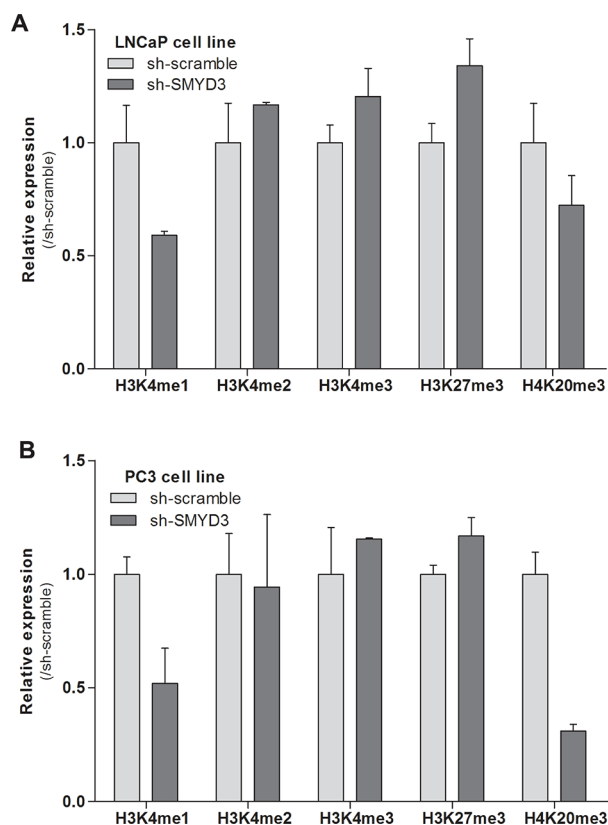 A
LNCaP cell line
sh-scramble
sh-SMYD3
Relative expression
(/sh-scramble)
1.5
1.0
0.5
0.0
H3K4me1 H3K4me2 H3K4me3 H3K27me3 H4K20me3
B
PC3 cell line
sh-scramble
sh-SMYD3
Relative expression
(/sh-scramble)
1.5
1.0
0.5
0.0
H3K4me1 H3K4me2 H3K4me3 H3K27me3 H4K20me3